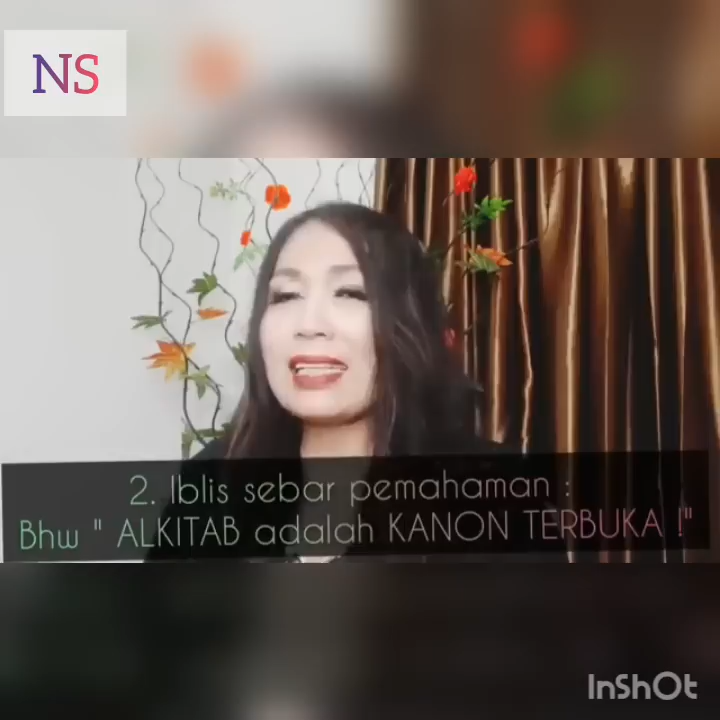 NS
2. Iblis sebar pemahaman :
Bhw " ALKITAB adalah KANON TERBUKA !"
InShOt